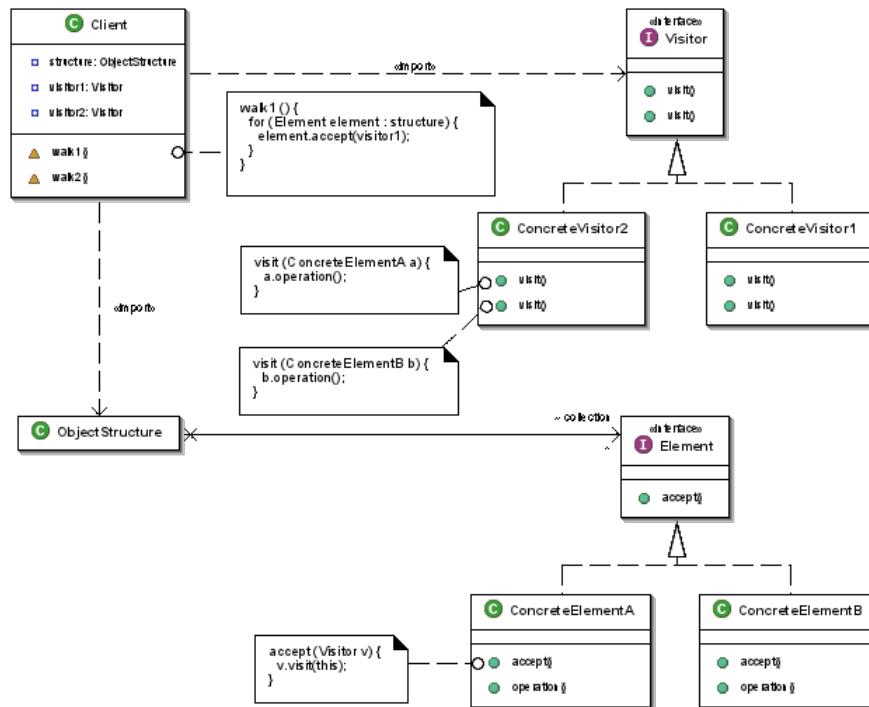 C Client
structure: ObjectStructure
visitor1: Visitor
visitor2: Visitor
walk1()
walk2()
«import»
walk1 () {
for (Element element : structure) {
element.accept(visitor1);
}
}
«interface»
I Visitor
visit()
visit()
«import»
C ConcreteVisitor2
visit()
visit()
C ConcreteVisitor1
visit()
visit()
visit (ConcreteElementA a) {
a.operation();
}
visit (ConcreteElementB b) {
b.operation();
}
C ObjectStructure
~ collection
«interface»
I Element
accept()
C ConcreteElementA
accept()
operation()
C ConcreteElementB
accept()
operation()
accept (Visitor v) {
v.visit(this);
}